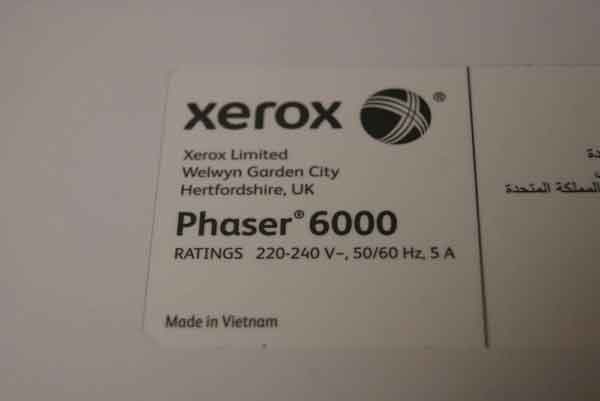 xerox ®
Xerox Limited
Welwyn Garden City
Hertfordshire, UK
Phaser® 6000
RATINGS 220-240 V~, 50/60 Hz, 5 A
Made in Vietnam
المملكة المتحدة